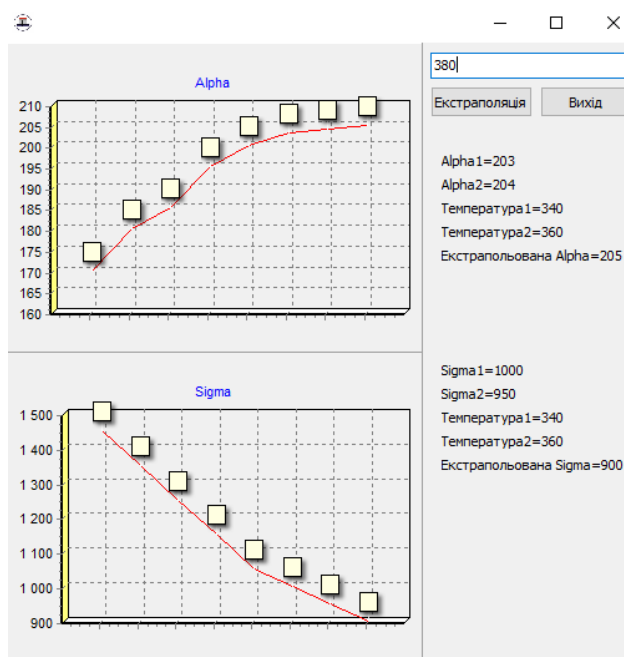 Alpha
210
205
200
195
190
185
180
175
170
165
160
Sigma
1 500
1 400
1 300
1 200
1 100
1 000
900
380
Екстраполяція
Вихід
Alpha1=203
Alpha2=204
Температура1=340
Температура2=360
Екстрапольована Alpha=205
Sigma1=1000
Sigma2=950
Температура1=340
Температура2=360
Екстрапольована Sigma=900